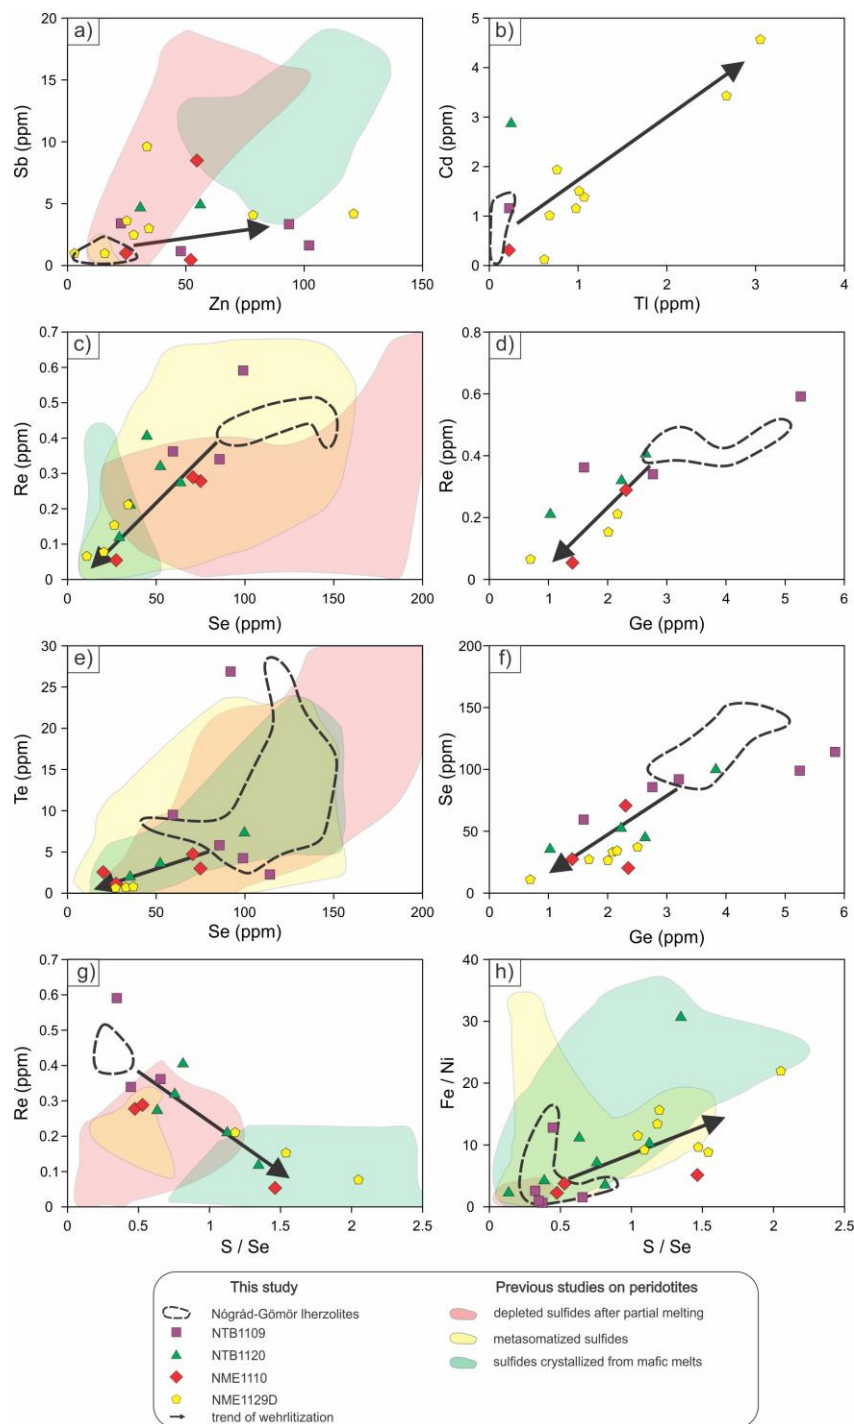 a)
20
15
10
5
0
Sb (ppm)
0
50
100
150
Zn (ppm)
b)
5
4
3
2
1
0
Cd (ppm)
0
1
2
3
4
Tl (ppm)
c)
0.7
0.6
0.5
0.4
0.3
0.2
0.1
0
Re (ppm)
0
50
100
150
200
Se (ppm)
d)
0.8
0.6
0.4
0.2
0
Re (ppm)
0
1
2
3
4
5
6
Ge (ppm)
e)
30
25
20
15
10
5
0
Te (ppm)
0
50
100
150
200
Se (ppm)
f)
200
150
100
50
0
Se (ppm)
0
1
2
3
4
5
6
Ge (ppm)
g)
0.7
0.6
0.5
0.4
0.3
0.2
0.1
0
Re (ppm)
0
0.5
1
1.5
2
2.5
S / Se
h)
40
30
20
10
0
Fe / Ni
0
0.5
1
1.5
2
2.5
S / Se
This study
Nógrád-Gömör lherzolites
NTB1109
NTB1120
NME1110
NME1129D
trend of wehrlitization
Previous studies on peridotites
depleted sulfides after partial melting
metasomatized sulfides
sulfides crystallized from mafic melts